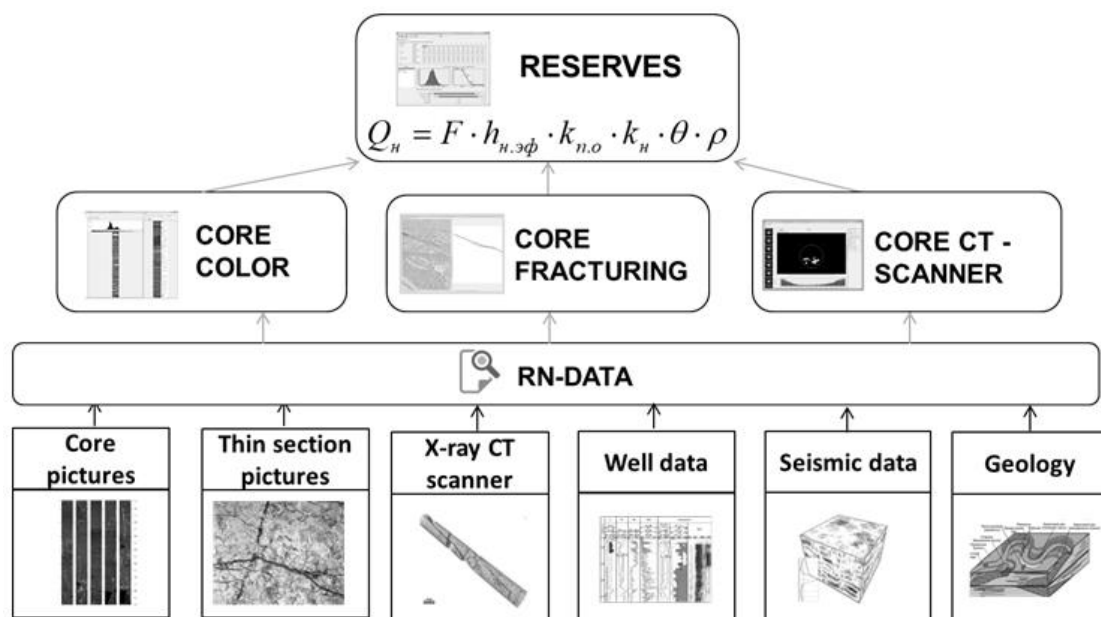 RESERVES
Qн = F · hн.эф · kп.о · kн · θ · ρ
CORE
COLOR
CORE
FRACTURING
CORE CT -
SCANNER
RN-DATA
Core
pictures
Thin section
pictures
X-ray CT
scanner
Well data
Seismic data
Geology